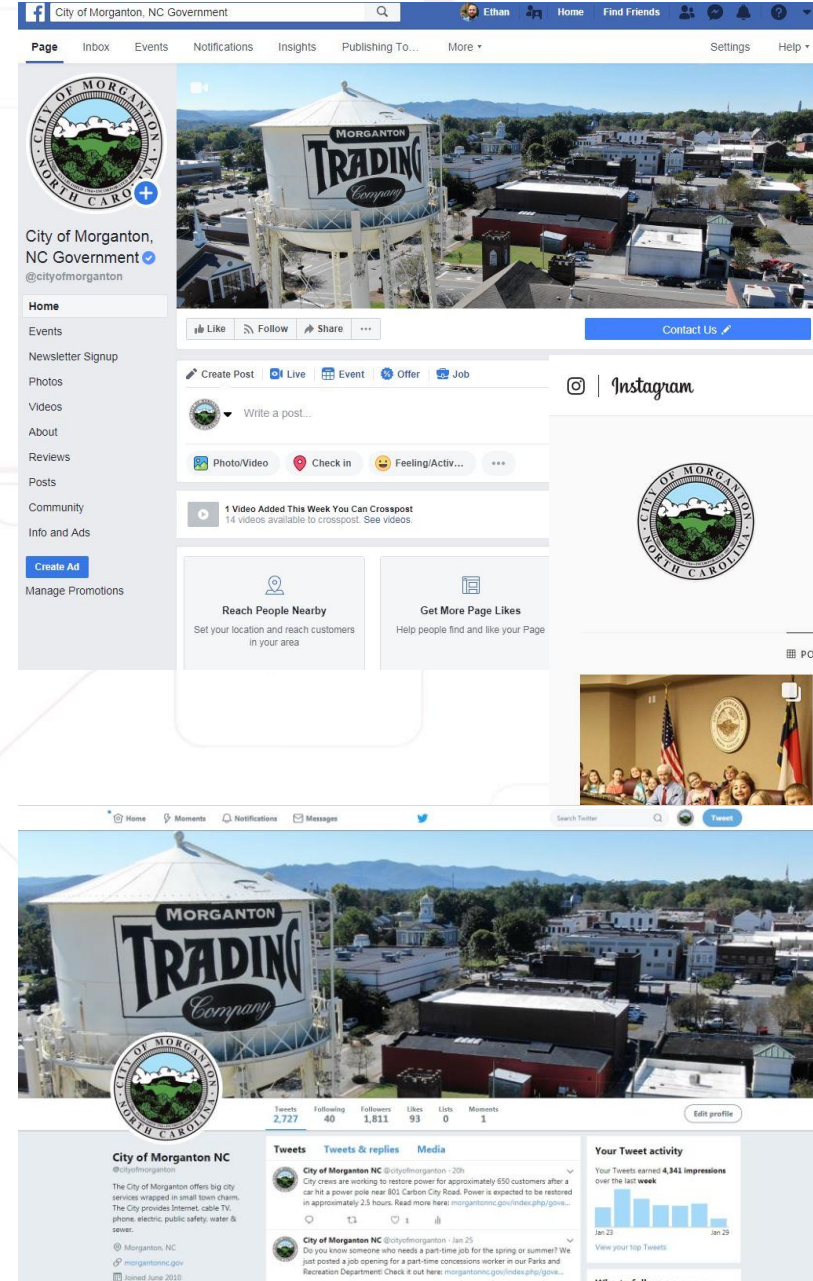 City of Morganton, NC Government
Ethan Home Find Friends
Page Inbox Events Notifications Insights Publishing To... More Settings Help
CITY OF MORGANTON
NORTH CAROLINA
MORGANTON
TRADING
Company
City of Morganton,
NC Government
@cityofmorganton
Home
Events
Newsletter Signup
Photos
Videos
About
Reviews
Posts
Community
Info and Ads
Create Ad
Manage Promotions
Like Follow Share ...
Contact Us
Create Post Live Event Offer Job
Write a post...
Photo/Video Check in Feeling/Activ... ...
1 Video Added This Week You Can Crosspost
14 videos available to crosspost. See videos.
Reach People Nearby
Set your location and reach customers
in your area
Get More Page Likes
Help people find and like your Page
Instagram
CITY OF MORGANTON
NORTH CAROLINA
PO
Home Moments Notifications Messages Search Twitter Tweet
MORGANTON
TRADING
Company
CITY OF MORGANTON
NORTH CAROLINA
Tweets Following Followers Likes Lists Moments
2,727 40 1,811 93 0 1
Edit profile
City of Morganton NC
@cityofmorganton
The City of Morganton offers big city
services wrapped in small town charm.
The City provides Internet, cable TV,
phone, electric, public safety, water &
sewer.
Morganton, NC
morgantonnc.gov
Joined June 2010
Tweets Tweets & replies Media
City of Morganton NC @cityofmorganton · 20h
City crews are working to restore power for approximately 650 customers after a
car hit a power pole near 801 Carbon City Road. Power is expected to be restored
in approximately 2.5 hours. Read more here: morgantonnc.gov/index.php/gove...
1
City of Morganton NC @cityofmorganton · Jan 25
Do you know someone who needs a part-time job for the spring or summer? We
just posted a job opening for a part-time concessions worker in our Parks and
Recreation Department! Check it out here: morgantonnc.gov/index.php/gove...
Your Tweet activity
Your Tweets earned 4,341 impressions
over the last week
Jan 23 Jan 29
View your top Tweets